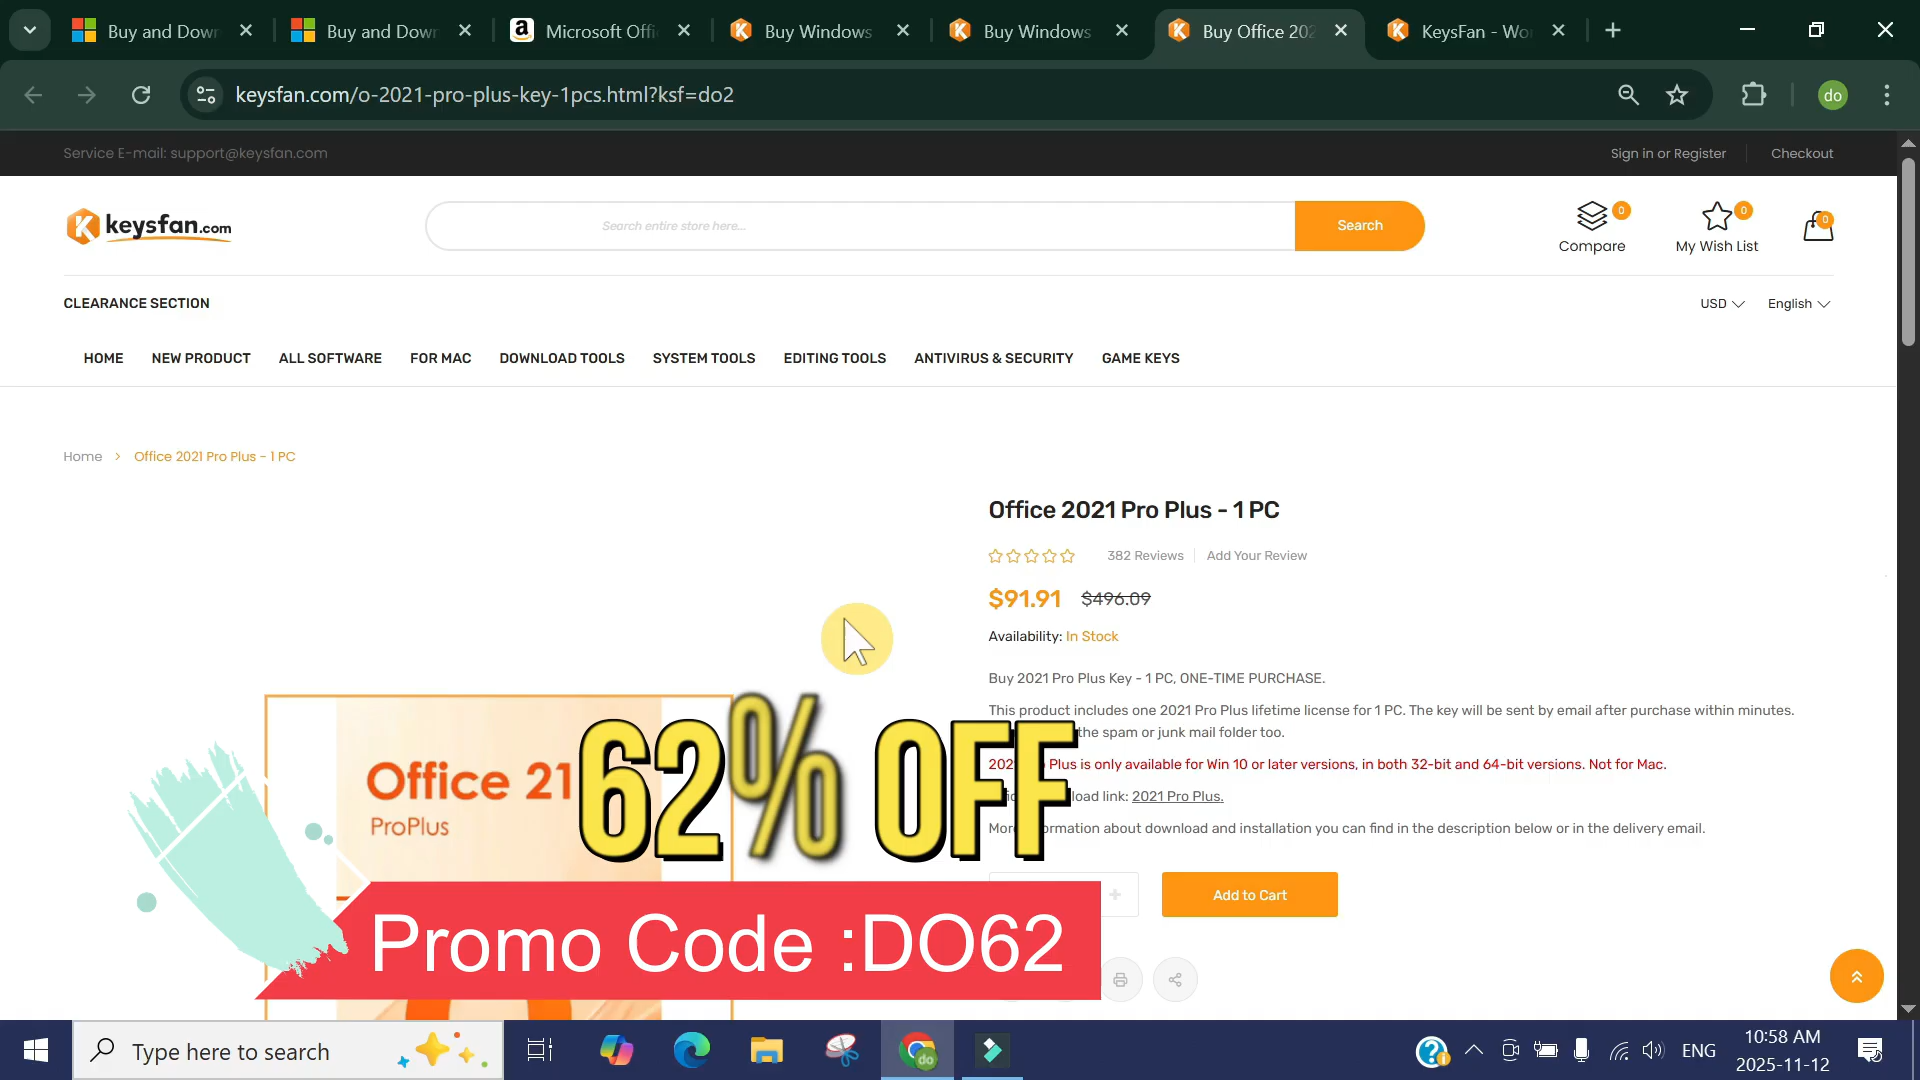 Buy and Down
Buy and Down
Microsoft Offi
Buy Windows
Buy Windows
Buy Office 202
KeysFan - Wor
keysfan.com/o-2021-pro-plus-key-1pcs.html?ksf=do2
do
Service E-mail: support@keysfan.com
Sign in or Register
Checkout
keysfan.com
Search entire store here...
Search
0
Compare
0
My Wish List
0
CLEARANCE SECTION
USD
English
HOME NEW PRODUCT ALL SOFTWARE FOR MAC DOWNLOAD TOOLS SYSTEM TOOLS EDITING TOOLS ANTIVIRUS & SECURITY GAME KEYS
Home > Office 2021 Pro Plus - 1 PC
Office 2021 Pro Plus - 1 PC
382 Reviews Add Your Review
$91.91 $496.09
Availability: In Stock
Buy 2021 Pro Plus Key - 1 PC, ONE-TIME PURCHASE.
This product includes one 2021 Pro Plus lifetime license for 1 PC. The key will be sent by email after purchase within minutes.
the spam or junk mail folder too.
Plus is only available for Win 10 or later versions, in both 32-bit and 64-bit versions. Not for Mac.
load link: 2021 Pro Plus.
More information about download and installation you can find in the description below or in the delivery email.
Office 21
ProPlus
62% OFF
Add to Cart
Promo Code :DO62
Type here to search
ENG
10:58 AM
2025-11-12